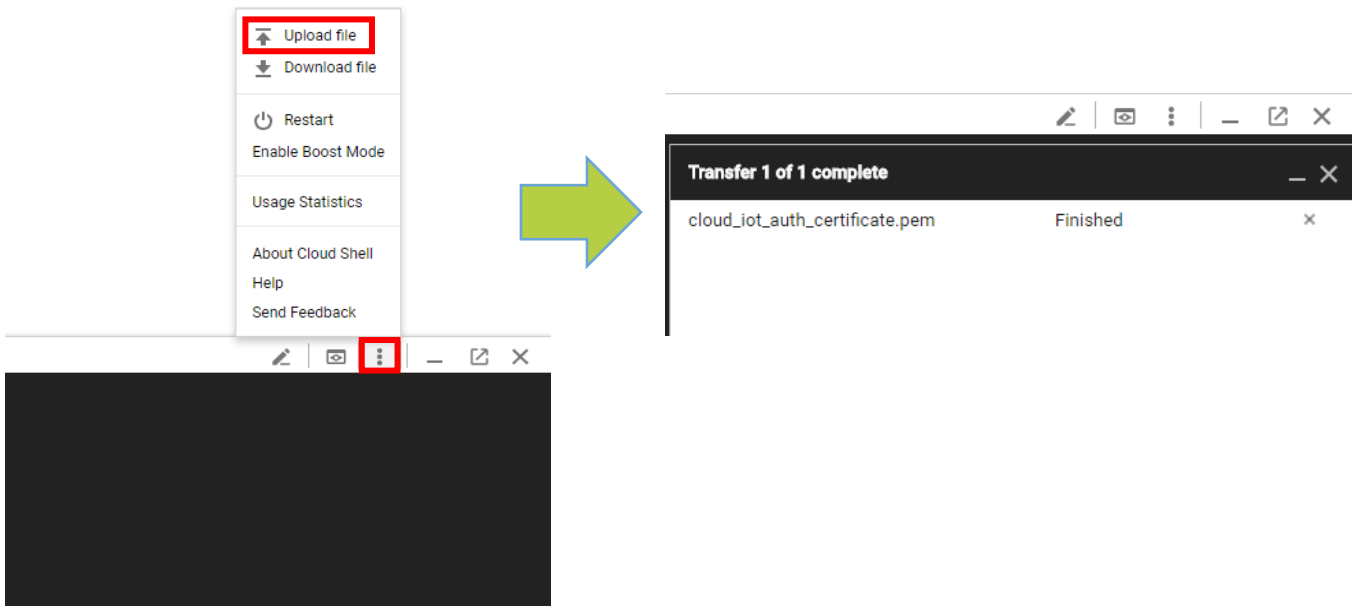 Upload file
Download file
Restart
Enable Boost Mode
Usage Statistics
About Cloud Shell
Help
Send Feedback
Transfer 1 of 1 complete
cloud_iot_auth_certificate.pem Finished